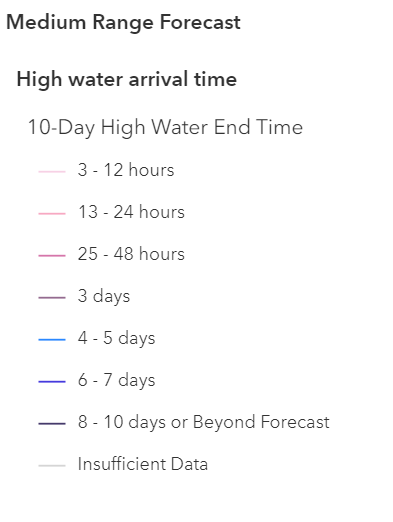 Medium Range Forecast
High water arrival time
10-Day High Water End Time
3 - 12 hours
13 - 24 hours
25 - 48 hours
3 days
4 - 5 days
6 - 7 days
8 - 10 days or Beyond Forecast
Insufficient Data